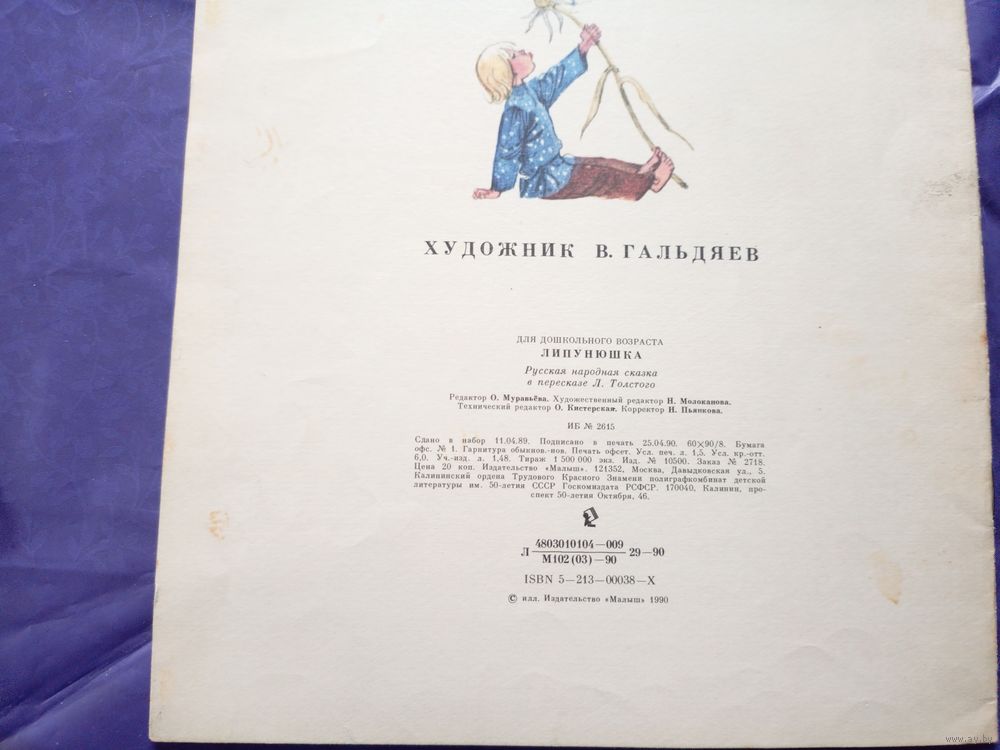 ХУДОЖНИК В. ГАЛЬДЯЕВ
ДЛЯ ДОШКОЛЬНОГО ВОЗРАСТА
ЛИПУНЮШКА
Русская народная сказка
в пересказе Л. Толстого
Редактор О. Муравьёва. Художественный редактор Н. Молоканова.
Технический редактор О. Кистерская. Корректор Н. Пьянкова.
ИБ № 2615
Сдано в набор 11.04.89. Подписано в печать 25.04.90. 60×90/8. Бумага
офс. № 1. Гарнитура обыкнов.-нов. Печать офсет. Усл. печ. л. 1,5. Усл. кр.-отт.
6,0. Уч.-изд. л. 1,48. Тираж 1 500 000 экз. Изд. № 10500. Заказ № 2718.
Цена 20 коп. Издательство «Малыш». 121352, Москва, Давыдковская ул., 5.
Калининский ордена Трудового Красного Знамени полиграфкомбинат детской
литературы им. 50-летия СССР Госкомиздата РСФСР. 170040, Калинин, про-
спект 50-летия Октября, 46.
Л 4803010104—009 29—90
М102(03)—90
ISBN 5—213—00038—X
© илл. Издательство «Малыш» 1990
www.av.by